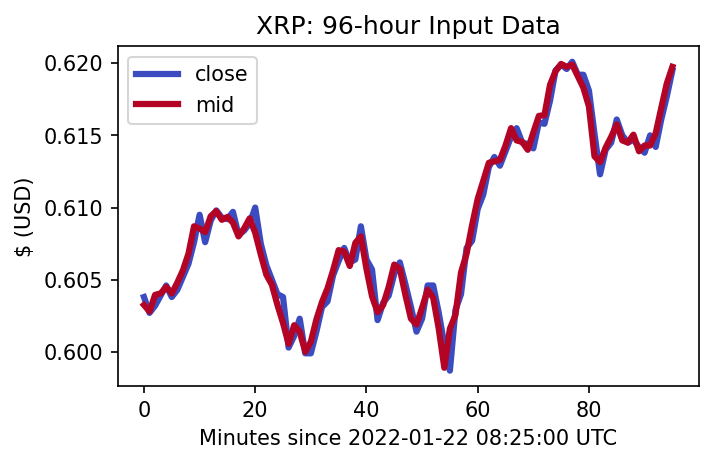 XRP: 96-hour Input Data
close
mid
$ (USD)
0.620
0.615
0.610
0.605
0.600
0
20
40
60
80
Minutes since 2022-01-22 08:25:00 UTC